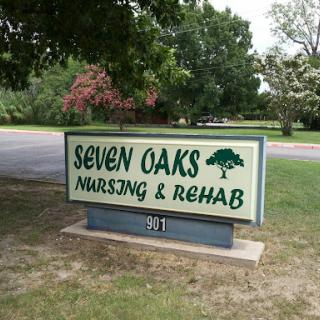 SEVEN OAKS
NURSING & REHAB
901